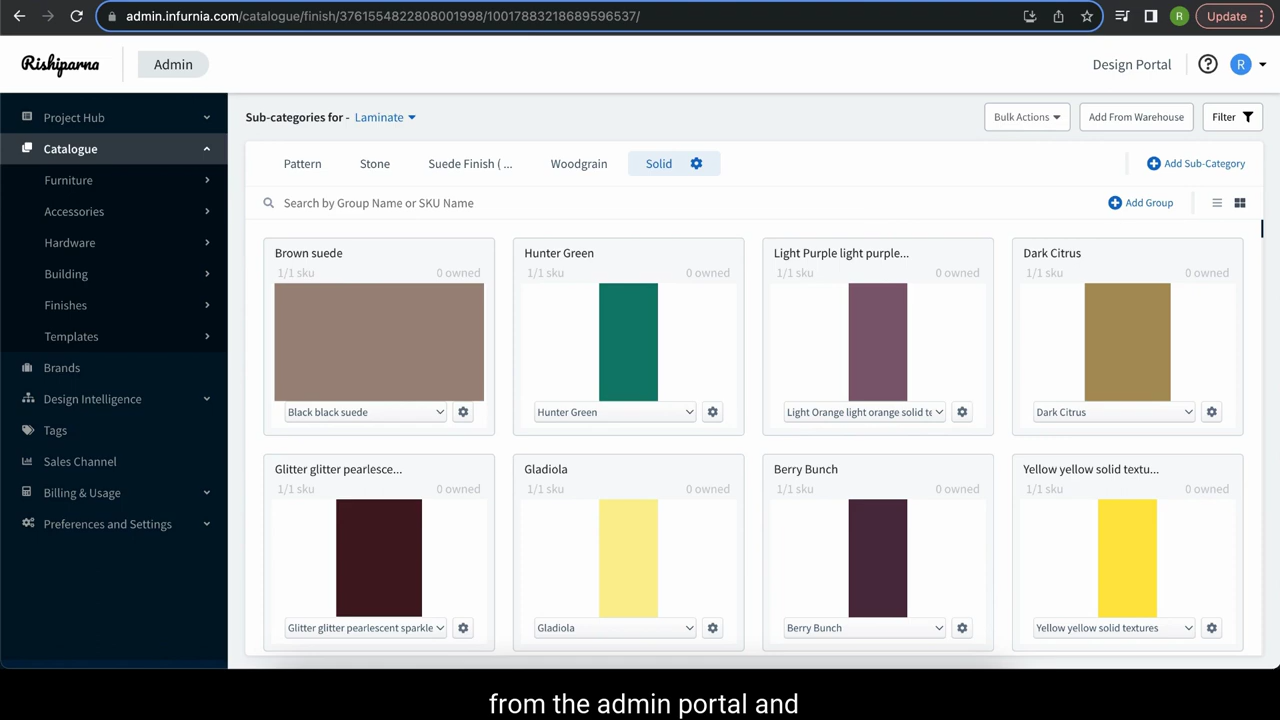 admin.infurnia.com/catalogue/finish/3761554822808001998/10017883218689596537/
R
Update
Rishiparna
Admin
Design Portal
R
Project Hub
Catalogue
Furniture
Accessories
Hardware
Building
Finishes
Templates
Brands
Design Intelligence
Tags
Sales Channel
Billing & Usage
Preferences and Settings
Sub-categories for - Laminate
Bulk Actions
Add From Warehouse
Filter
Pattern Stone Suede Finish ( ... Woodgrain Solid
Add Sub-Category
Search by Group Name or SKU Name
Add Group
Brown suede
1/1 sku 0 owned
Black black suede
Hunter Green
1/1 sku 0 owned
Hunter Green
Light Purple light purple...
1/1 sku 0 owned
Light Orange light orange solid te
Dark Citrus
1/1 sku 0 owned
Dark Citrus
Glitter glitter pearlesce...
1/1 sku 0 owned
Glitter glitter pearlescent sparkle
Gladiola
1/1 sku 0 owned
Gladiola
Berry Bunch
1/1 sku 0 owned
Berry Bunch
Yellow yellow solid textu...
1/1 sku 0 owned
Yellow yellow solid textures
from the admin portal and